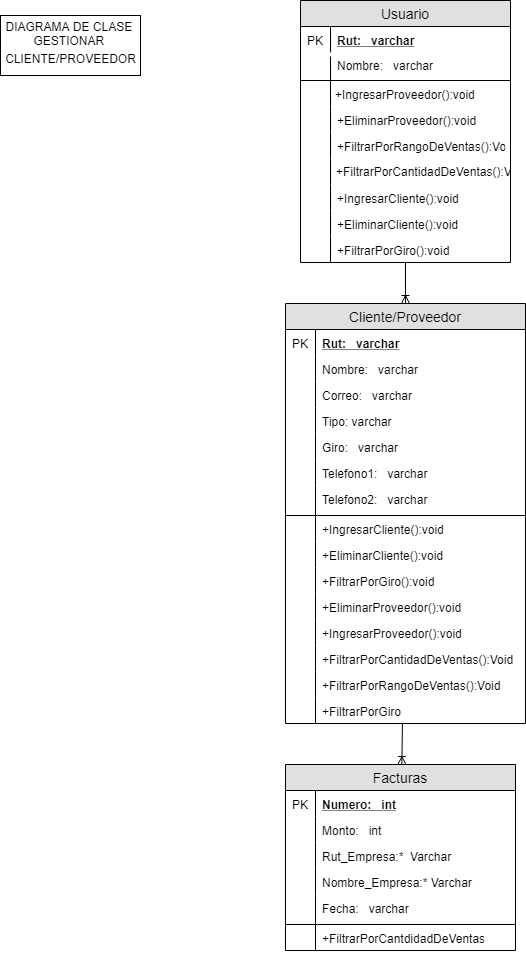 DIAGRAMA DE CLASE
GESTIONAR
CLIENTE/PROVEEDOR
Usuario
PK Rut: varchar
Nombre: varchar
+IngresarProveedor():void
+EliminarProveedor():void
+FiltrarPorRangoDeVentas():Vo
+FiltrarPorCantidadDeVentas():V
+IngresarCliente():void
+EliminarCliente():void
+FiltrarPorGiro():void
Cliente/Proveedor
PK Rut: varchar
Nombre: varchar
Correo: varchar
Tipo: varchar
Giro: varchar
Telefono1: varchar
Telefono2: varchar
+IngresarCliente():void
+EliminarCliente():void
+FiltrarPorGiro():void
+EliminarProveedor():void
+IngresarProveedor():void
+FiltrarPorCantidadDeVentas():Void
+FiltrarPorRangoDeVentas():Void
+FiltrarPorGiro
Facturas
PK Numero: int
Monto: int
Rut_Empresa:* Varchar
Nombre_Empresa:* Varchar
Fecha: varchar
+FiltrarPorCantdidadDeVentas